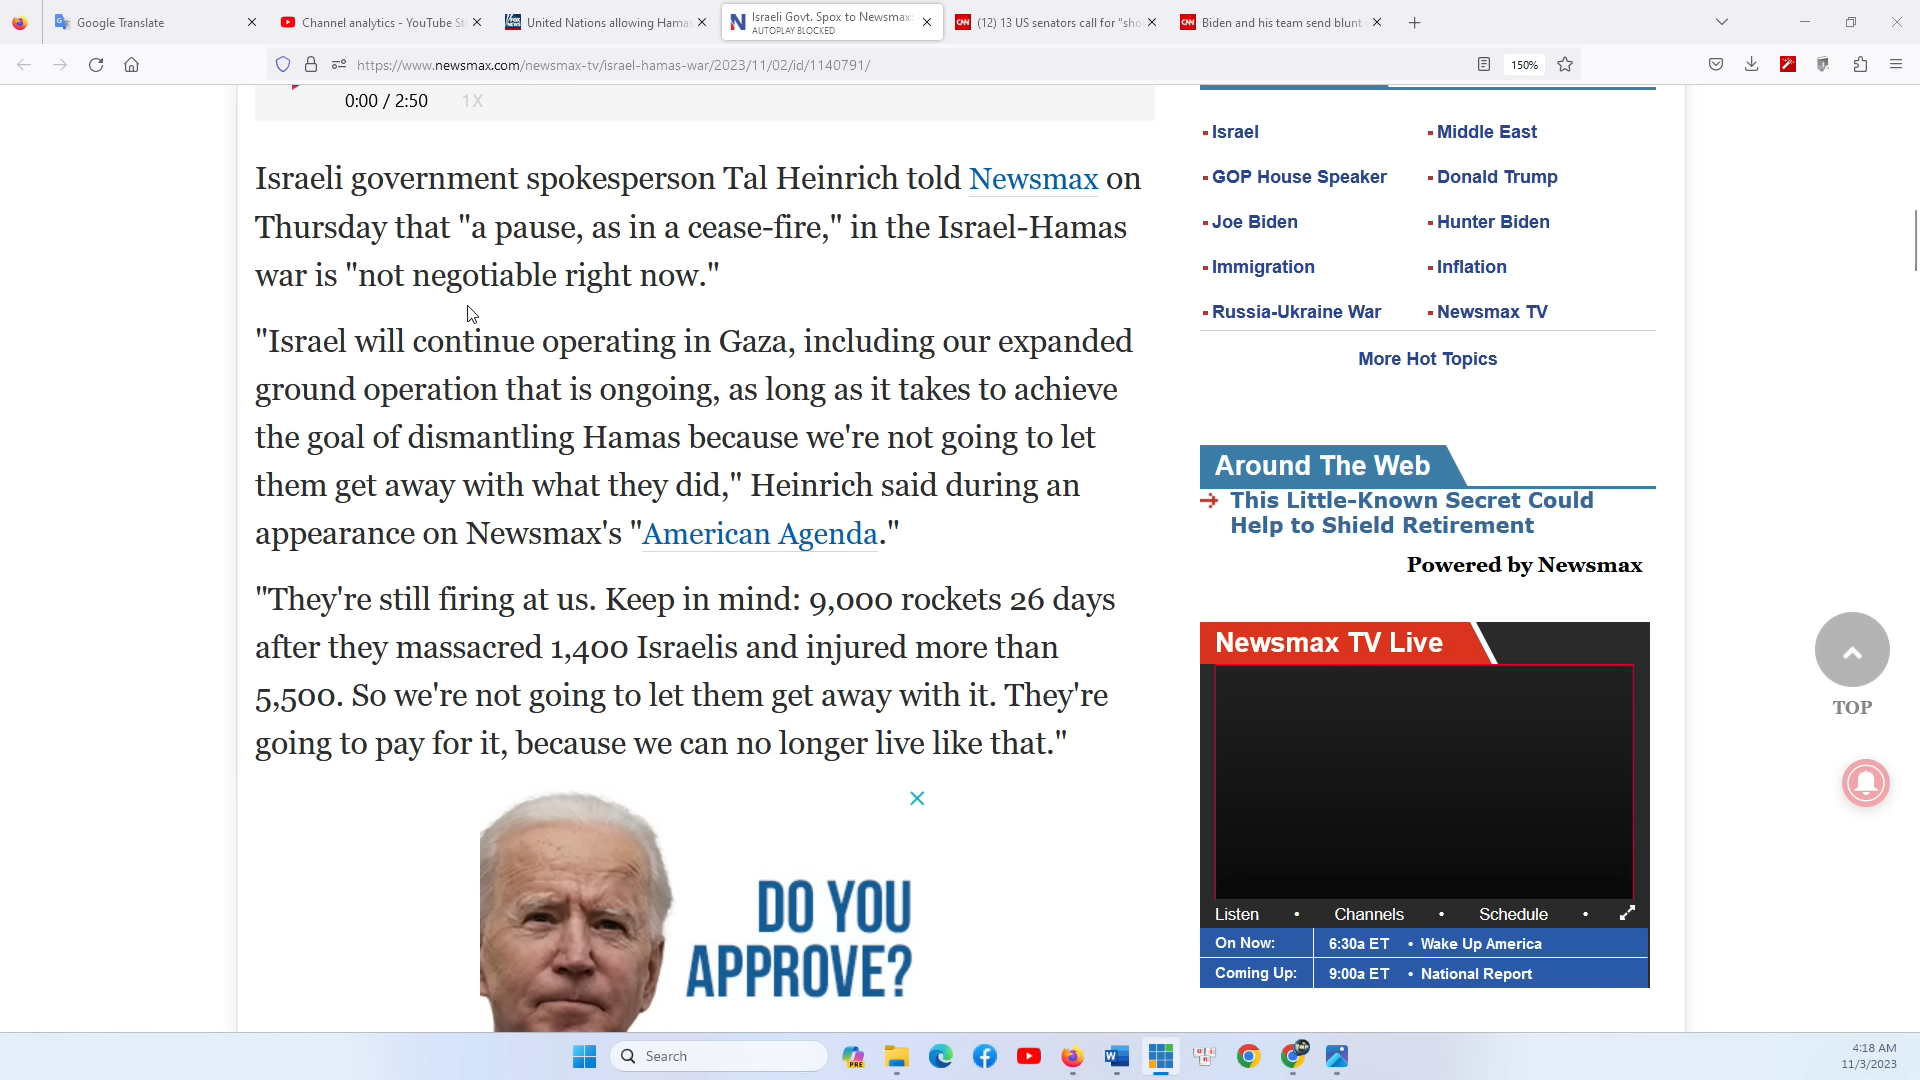 Google Translate
Channel analytics - YouTube St
United Nations allowing Hamas
Israeli Govt. Spox to Newsmax:
AUTOPLAY BLOCKED
(12) 13 US senators call for "sho
Biden and his team send blunt
https://www.newsmax.com/newsmax-tv/israel-hamas-war/2023/11/02/id/1140791/
150%
0:00 / 2:50
1X
Israeli government spokesperson Tal Heinrich told Newsmax on
Thursday that "a pause, as in a cease-fire," in the Israel-Hamas
war is "not negotiable right now."
"Israel will continue operating in Gaza, including our expanded
ground operation that is ongoing, as long as it takes to achieve
the goal of dismantling Hamas because we're not going to let
them get away with what they did," Heinrich said during an
appearance on Newsmax's "American Agenda."
"They're still firing at us. Keep in mind: 9,000 rockets 26 days
after they massacred 1,400 Israelis and injured more than
5,500. So we're not going to let them get away with it. They're
going to pay for it, because we can no longer live like that."
DO YOU
APPROVE?
Israel
Middle East
GOP House Speaker
Donald Trump
Joe Biden
Hunter Biden
Immigration
Inflation
Russia-Ukraine War
Newsmax TV
More Hot Topics
Around The Web
This Little-Known Secret Could
Help to Shield Retirement
Powered by Newsmax
Newsmax TV Live
Listen • Channels • Schedule •
On Now: 6:30a ET • Wake Up America
Coming Up: 9:00a ET • National Report
TOP
Search
PRE
4:18 AM
11/3/2023